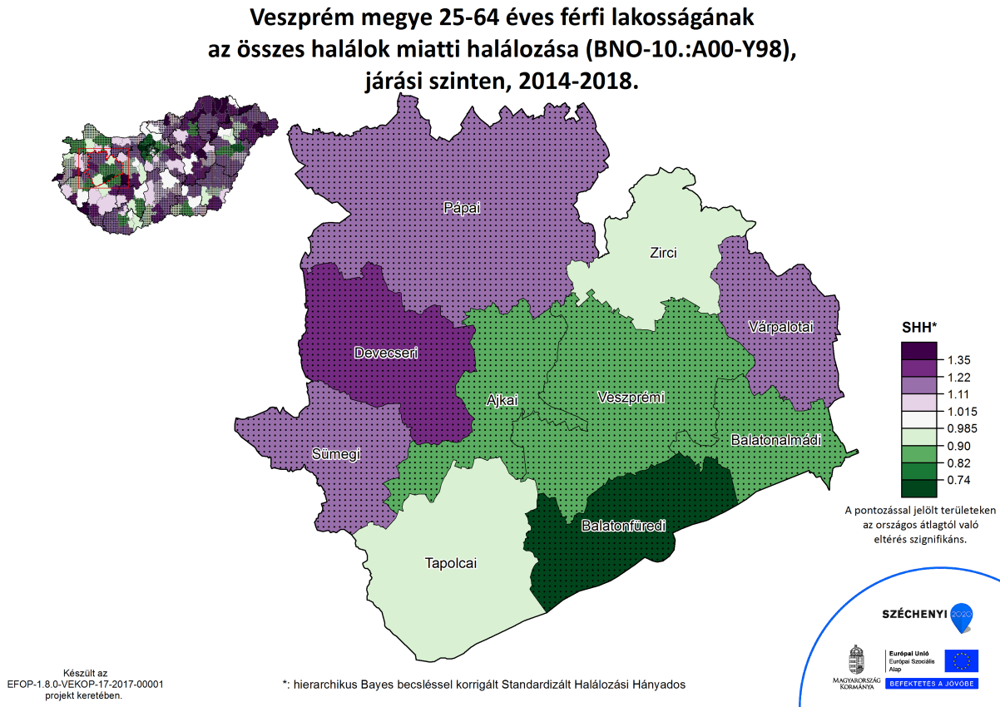 Veszprém megye 25-64 éves férfi lakosságának
az összes halálok miatti halálozása (BNO-10.:A00-Y98),
járási szinten, 2014-2018.
Pápai
Zirci
Várpalotai
Devecseri
Ajkai
Veszprémi
Balatonalmádi
Sümegi
Balatonfüredi
Tapolcai
SHH*
1.35
1.22
1.11
1.015
0.985
0.90
0.82
0.74
A pontozással jelölt területeken
az országos átlagtól való
eltérés szignifikáns.
SZÉCHENYI 2020
MAGYARORSZÁG
KORMÁNYA
Európai Unió
Európai Szociális
Alap
BEFEKTETÉS A JÖVŐBE
Készült az
EFOP-1.8.0-VEKOP-17-2017-00001
projekt keretében.
*: hierarchikus Bayes becsléssel korrigált Standardizált Halálozási Hányados